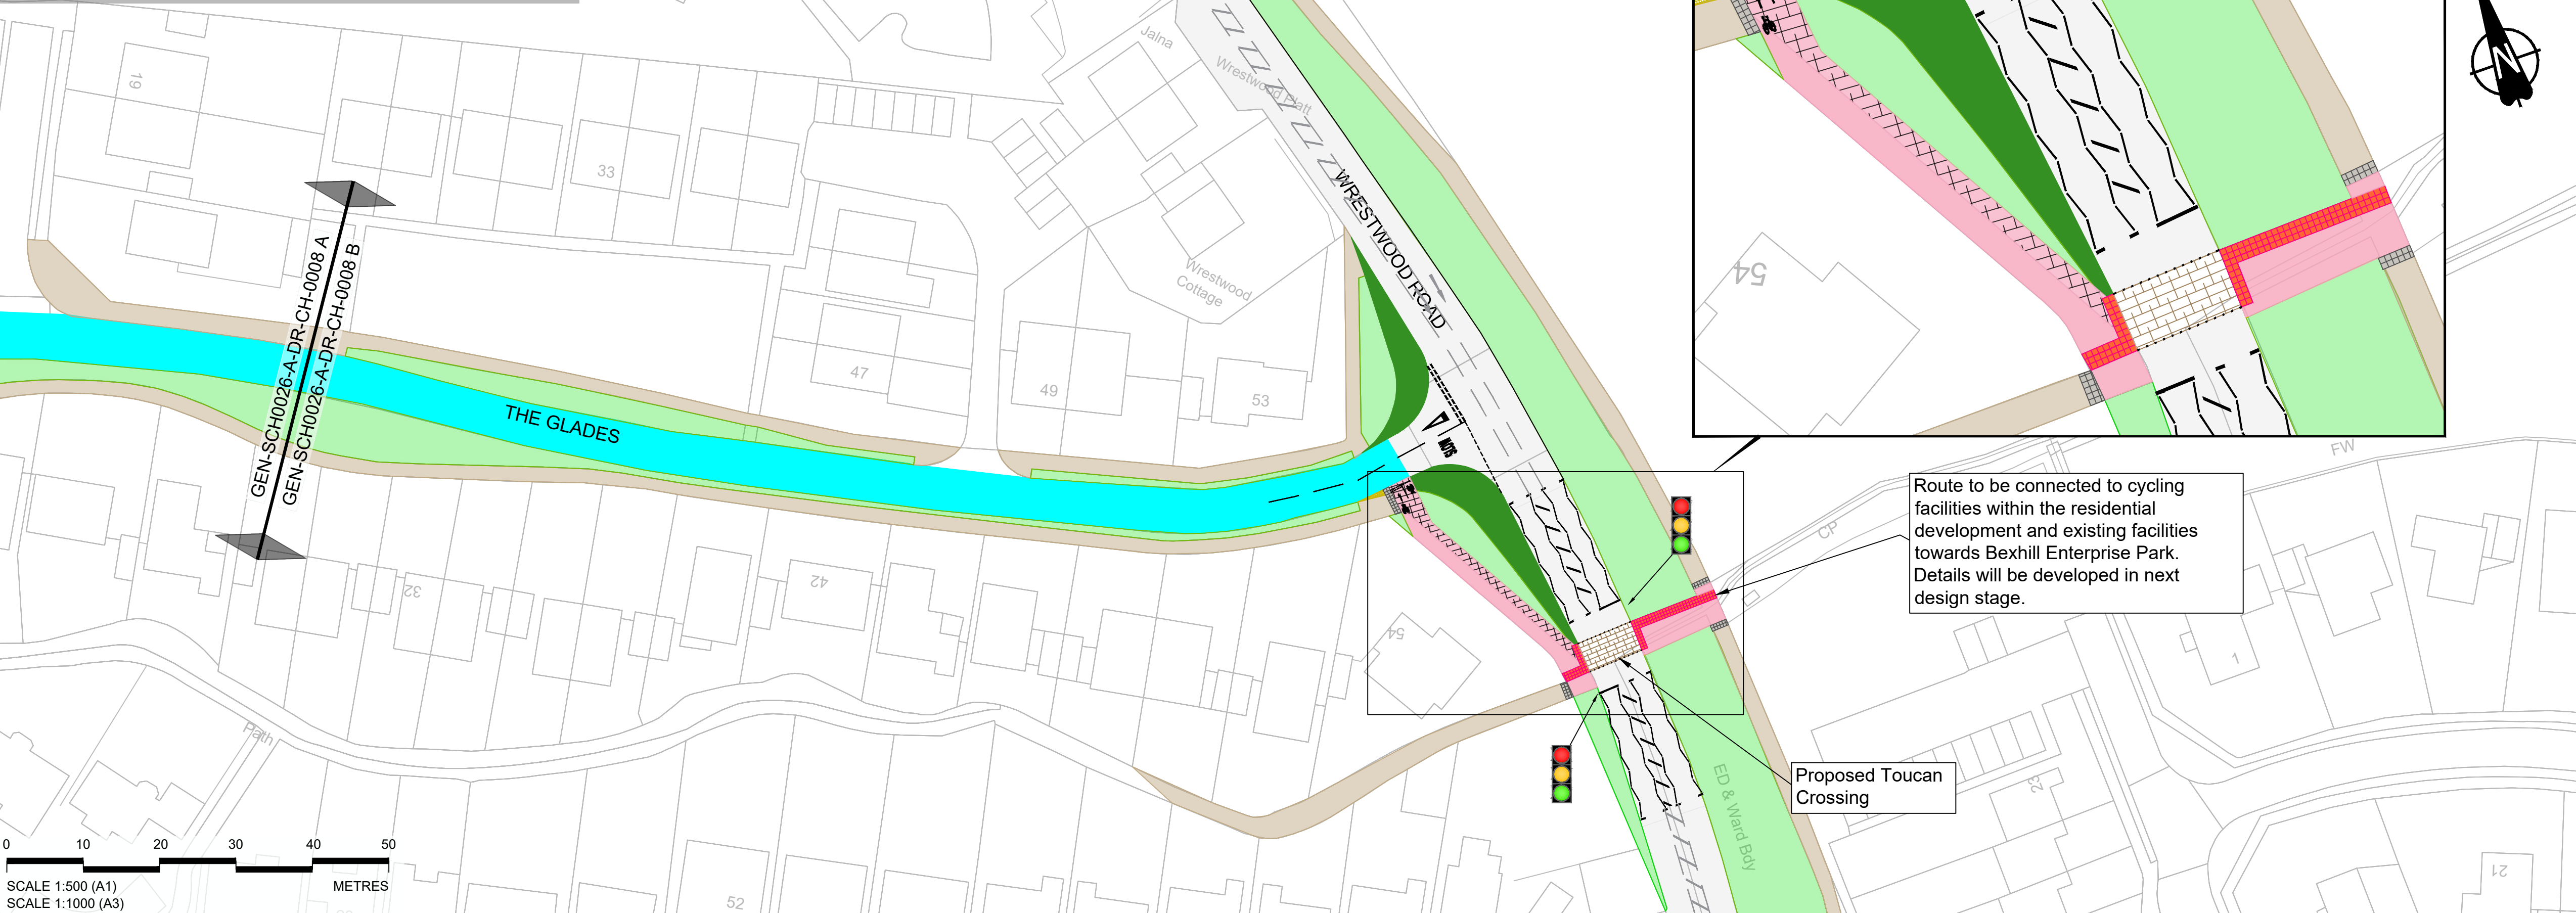 Jalna
Wrestwood Platt
19
33
WRESTWOOD ROAD
Wrestwood
Cottage
47
49
53
54
N
GEN-SCH0026-A-DR-CH-0008 A
GEN-SCH0026-A-DR-CH-0008 B
THE GLADES
SLOW
FW
CP
Route to be connected to cycling
facilities within the residential
development and existing facilities
towards Bexhill Enterprise Park.
Details will be developed in next
design stage.
32
42
54
1
Path
Proposed Toucan
Crossing
ED & Ward Bdy
23
21
52
0 10 20 30 40 50
SCALE 1:500 (A1) METRES
SCALE 1:1000 (A3)